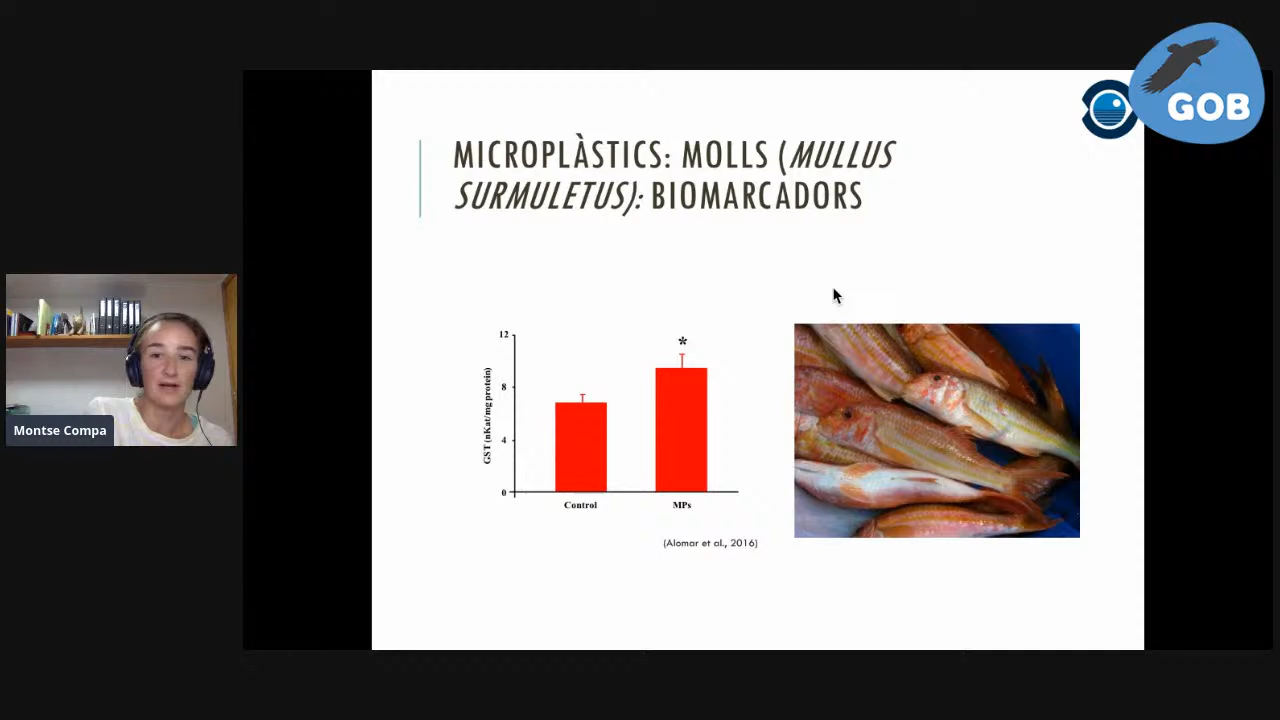 GOB
MICROPLÀSTICS: MOLLS (MULLUS
SURMULETUS): BIOMARCADORS
12
8
4
0
GST (nKat/mg protein)
*
Control
MPs
(Alomar et al., 2016)
Montse Compa